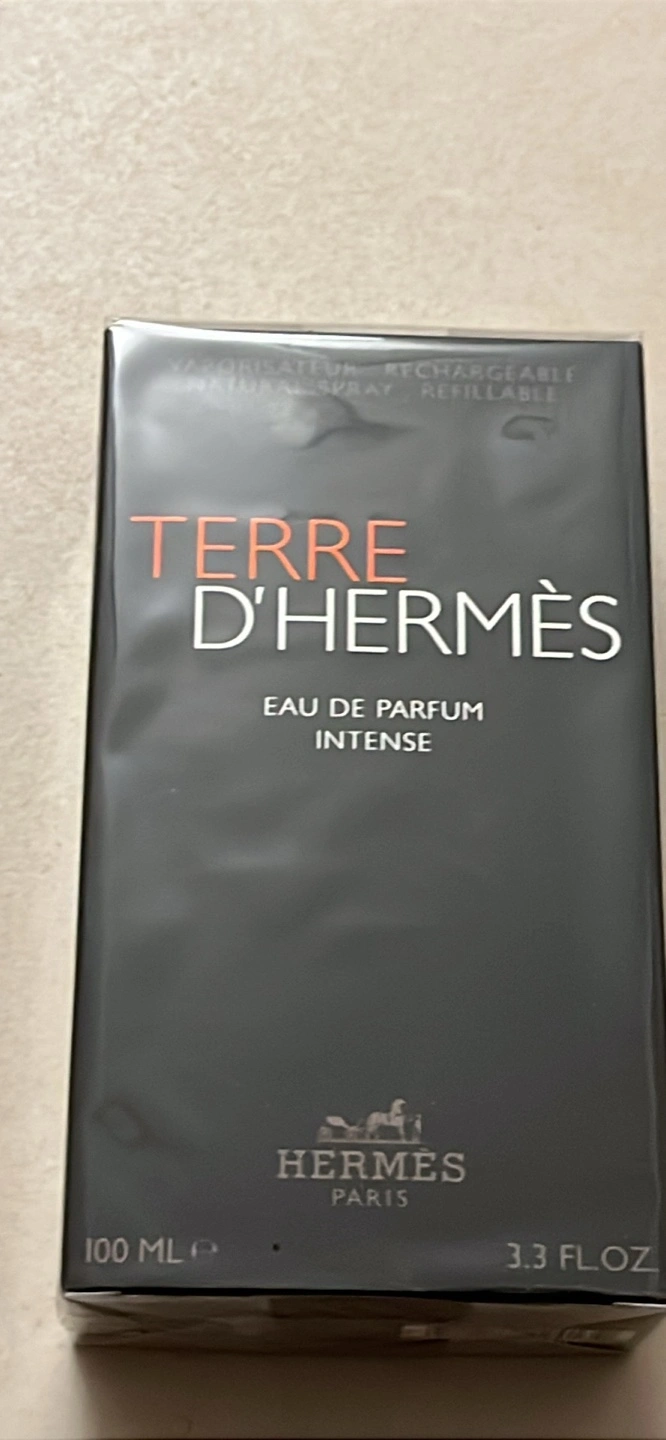 VAPORISATEUR RECHARGEABLE
NATURAL SPRAY REFILLABLE
TERRE
D'HERMÈS
EAU DE PARFUM
INTENSE
HERMÈS
PARIS
100 ML ℮
3.3 FL.OZ